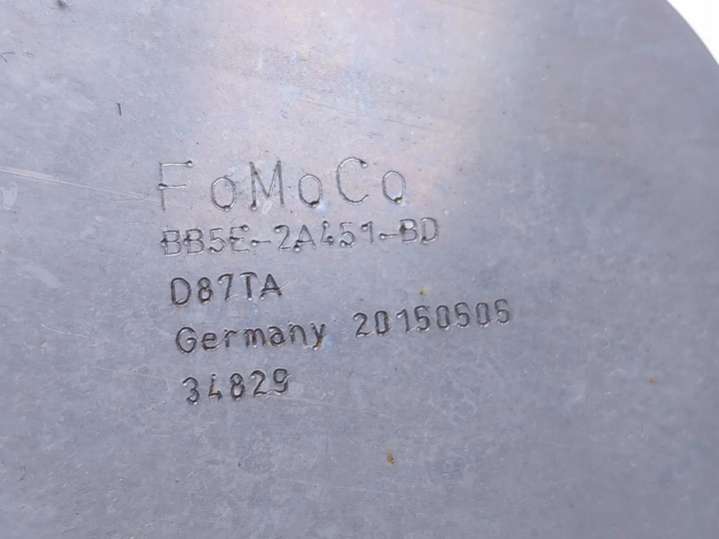 FoMoCo
BB5E-2A451-BD
D87TA
Germany 20150505
34829